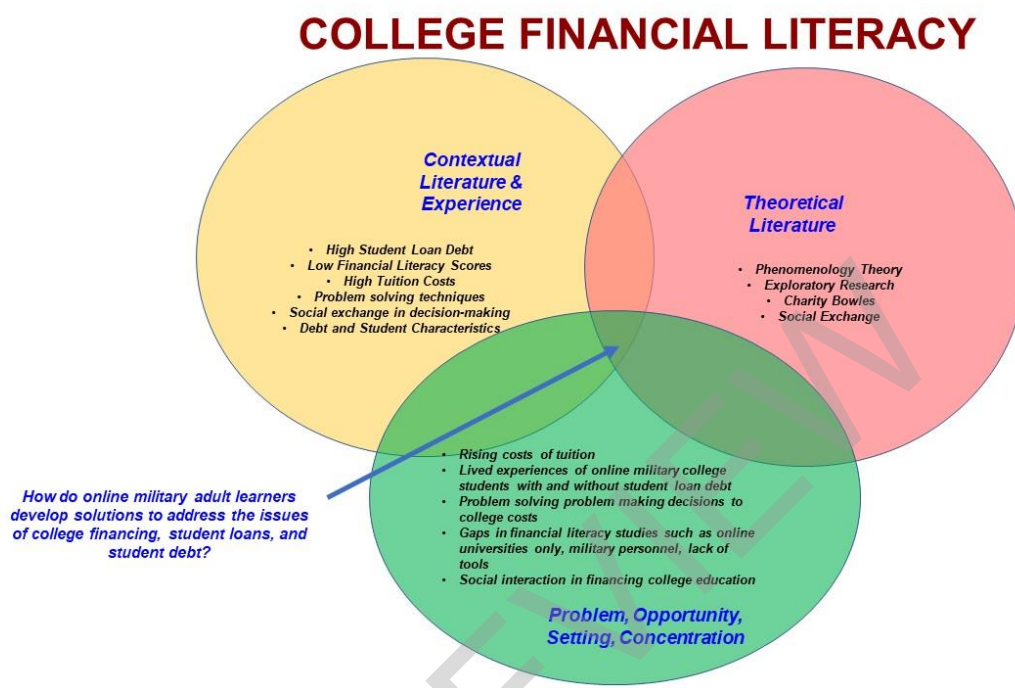 COLLEGE FINANCIAL LITERACY
Contextual
Literature &
Experience
• High Student Loan Debt
• Low Financial Literacy Scores
• High Tuition Costs
• Problem solving techniques
• Social exchange in decision-making
• Debt and Student Characteristics
Theoretical
Literature
• Phenomenology Theory
• Exploratory Research
• Charity Bowles
• Social Exchange
• Rising costs of tuition
• Lived experiences of online military college
students with and without student loan debt
• Problem solving problem making decisions to
college costs
• Gaps in financial literacy studies such as online
universities only, military personnel, lack of
tools
• Social interaction in financing college education
Problem, Opportunity,
Setting, Concentration
How do online military adult learners
develop solutions to address the issues
of college financing, student loans, and
student debt?